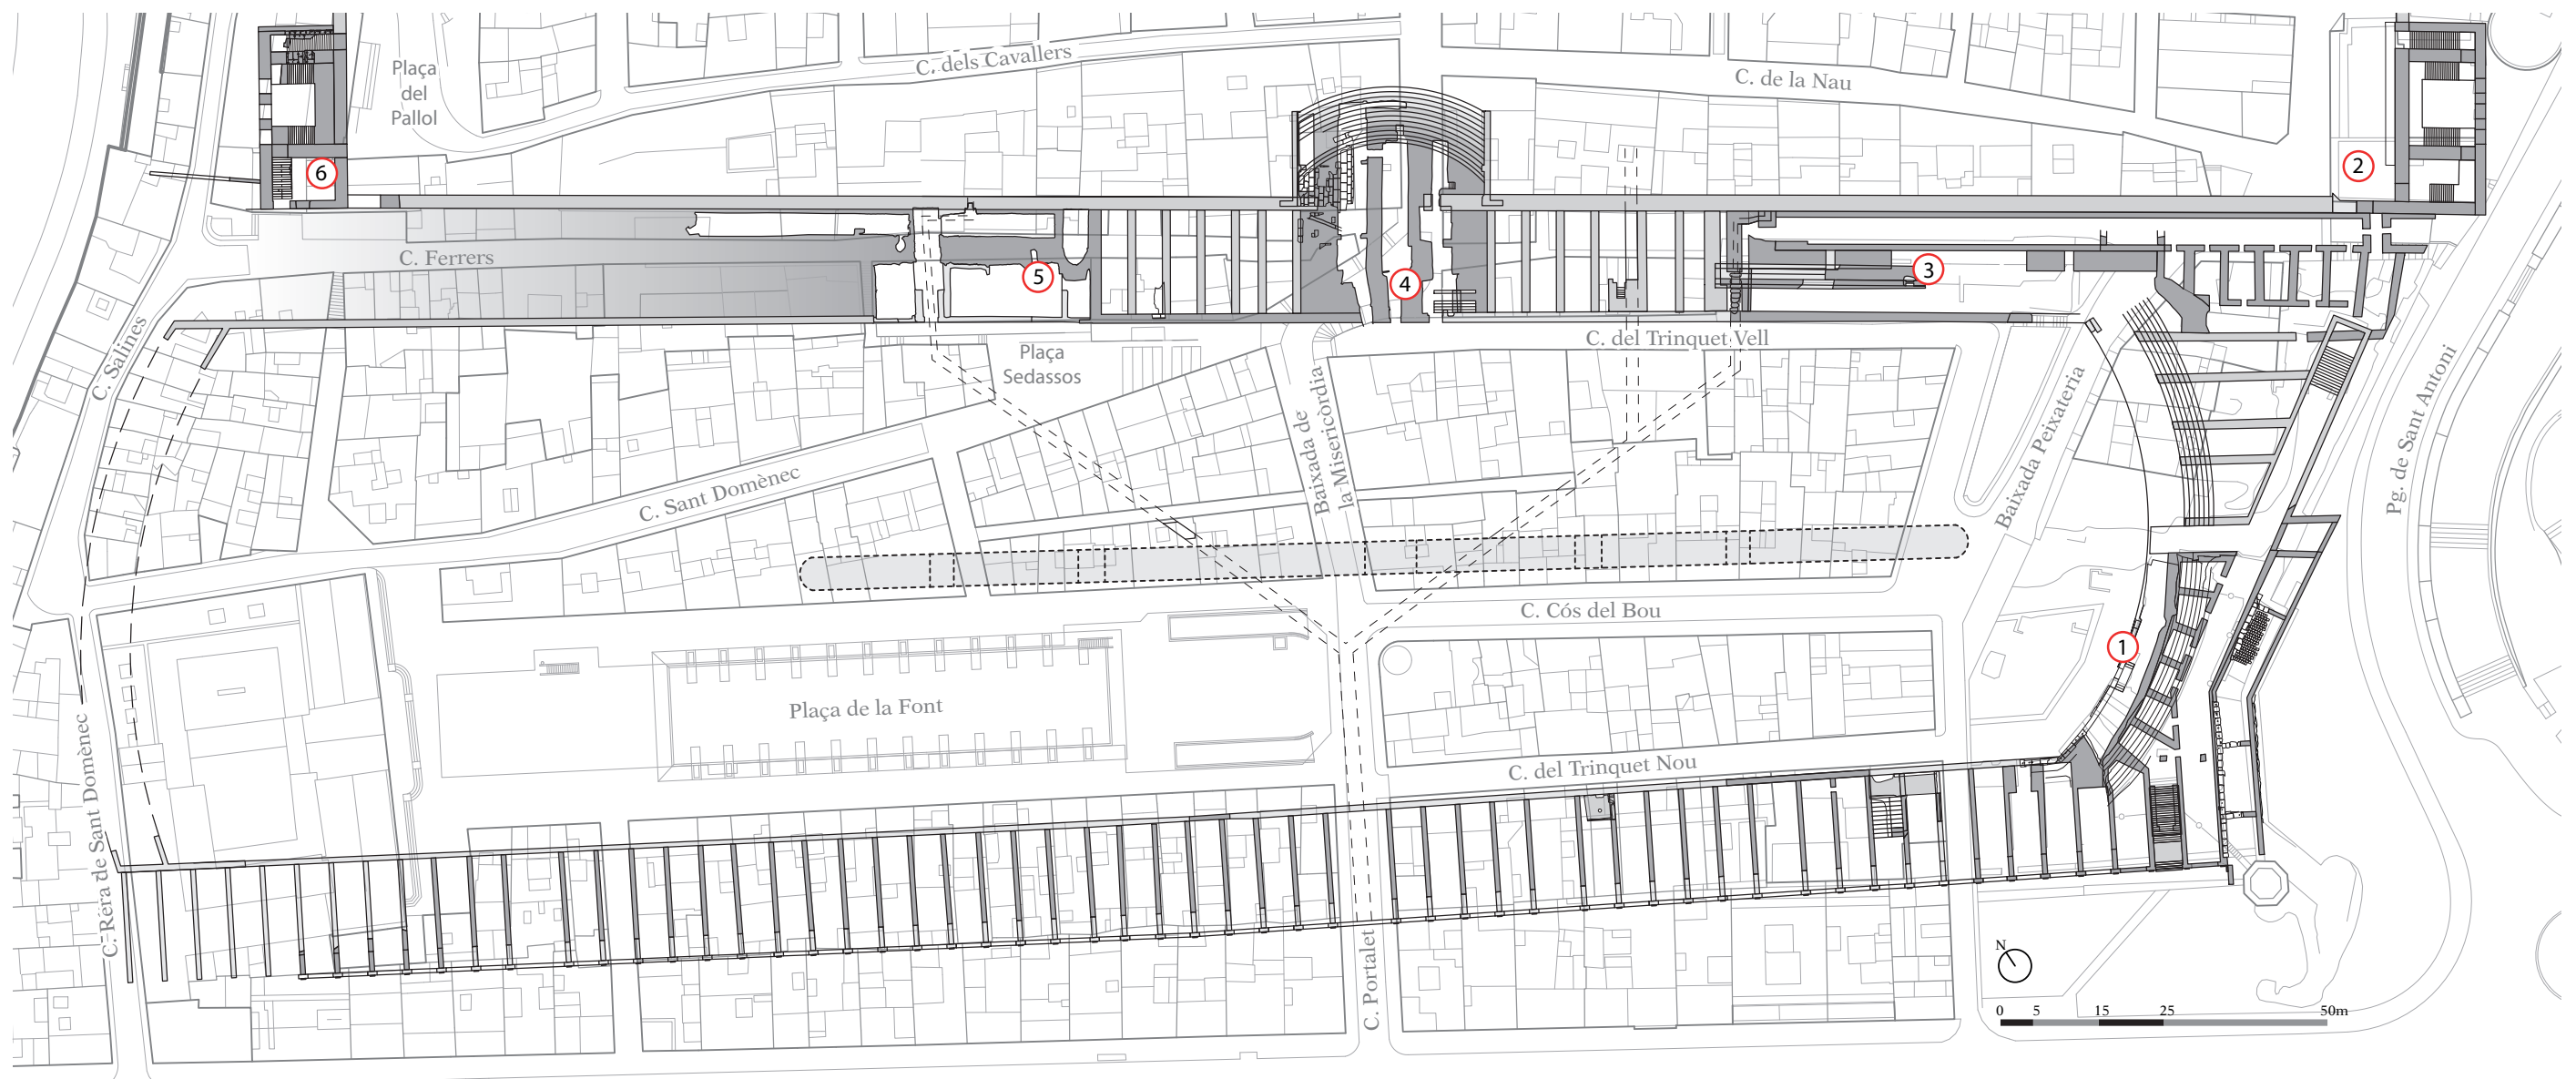 C. dels Cavallers
C. de la Nau
Plaça
del
Pallol
6
2
C. Ferrers
5
4
3
C. Salines
Plaça
Sedassos
C. del Trinquet Vell
Baixada de
la Misericòrdia
Baixada Peixateria
Pg. de Sant Antoni
C. Sant Domènec
C. Cós del Bou
1
Plaça de la Font
C. del Trinquet Nou
C. Réra de Sant Domènec
C. Portalet
N
0 5 15 25 50m